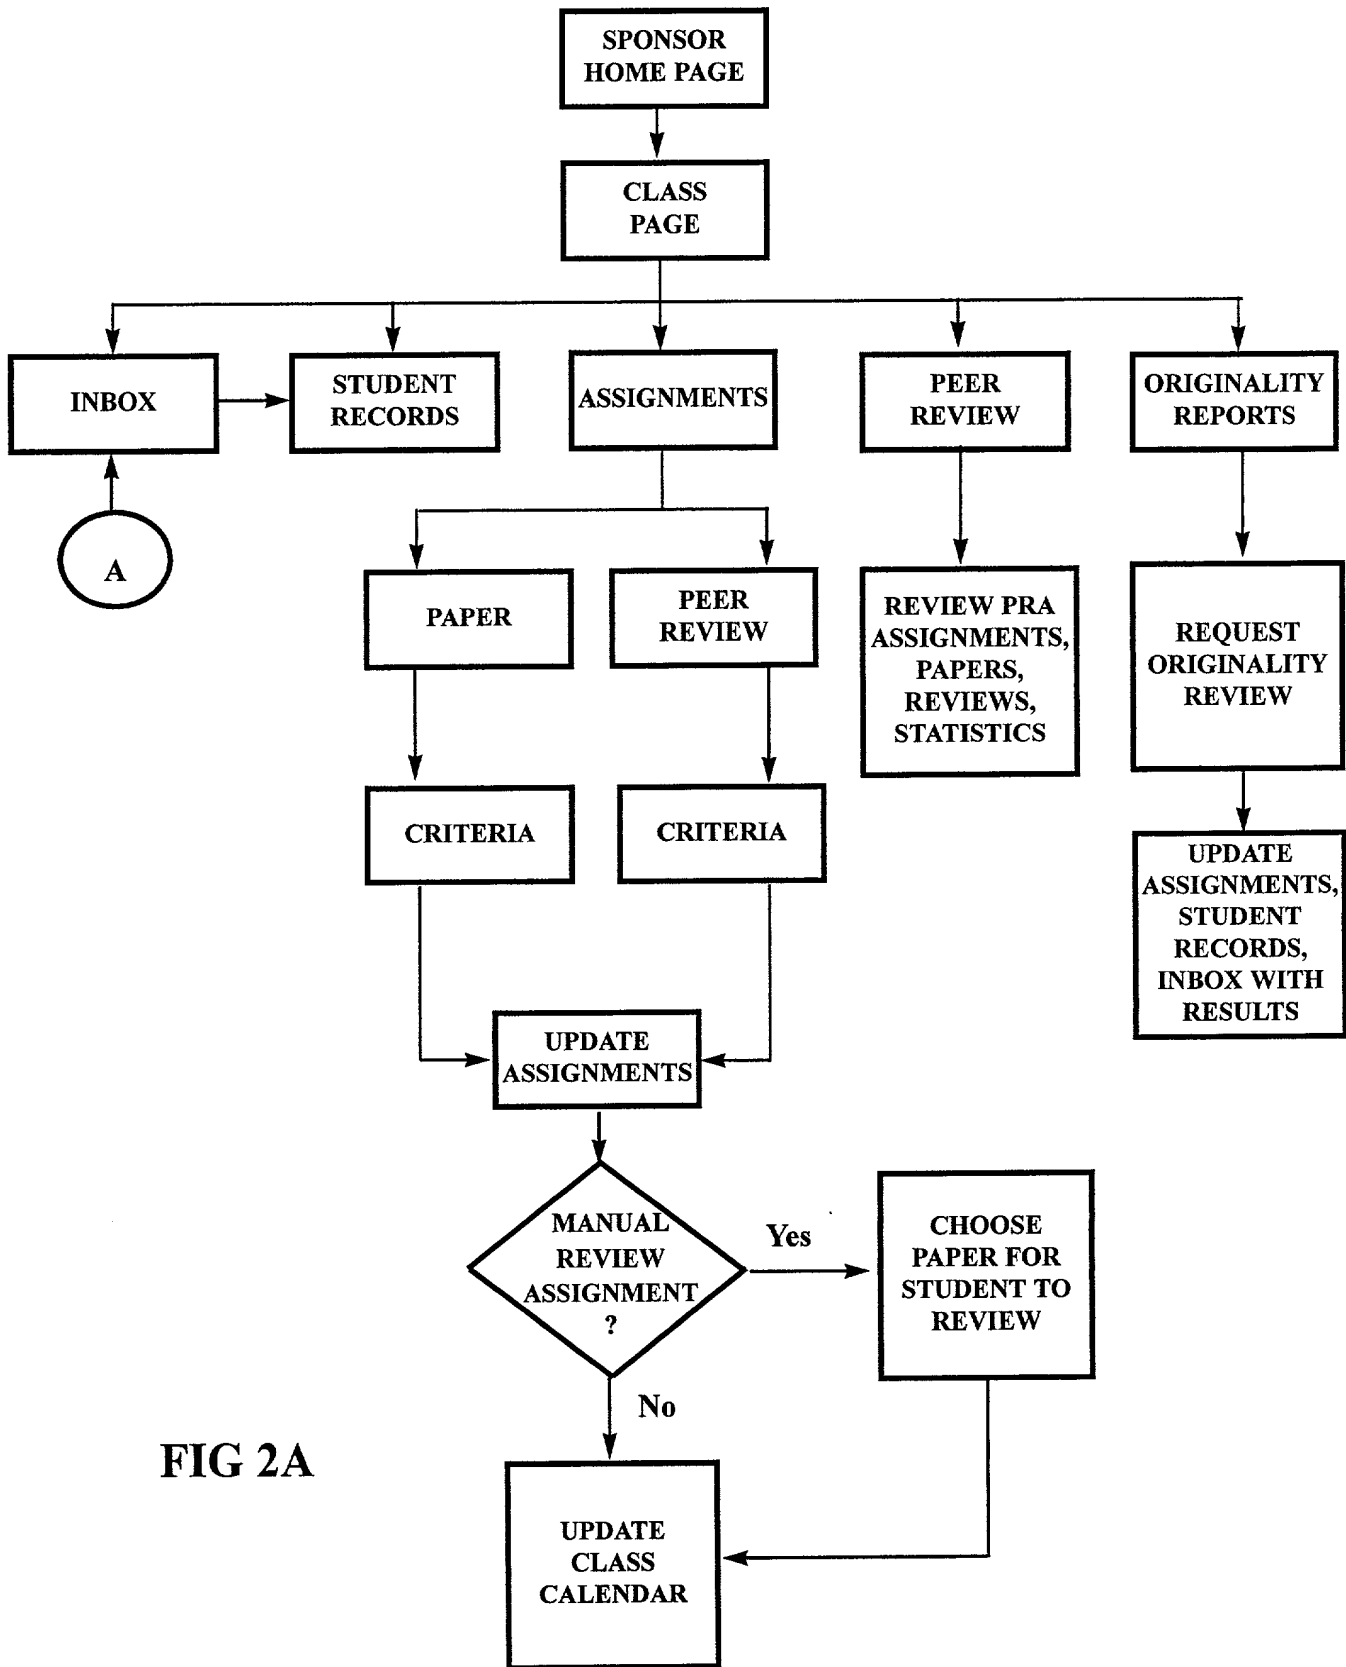 SPONSOR
HOME PAGE
CLASS
PAGE
INBOX
STUDENT
RECORDS
ASSIGNMENTS
PEER
REVIEW
ORIGINALITY
REPORTS
A
PAPER
PEER
REVIEW
REVIEW PRA
ASSIGNMENTS,
PAPERS,
REVIEWS,
STATISTICS
REQUEST
ORIGINALITY
REVIEW
CRITERIA
CRITERIA
UPDATE
ASSIGNMENTS,
STUDENT
RECORDS,
INBOX WITH
RESULTS
UPDATE
ASSIGNMENTS
MANUAL
REVIEW
ASSIGNMENT
?
Yes
CHOOSE
PAPER FOR
STUDENT TO
REVIEW
No
FIG 2A
UPDATE
CLASS
CALENDAR